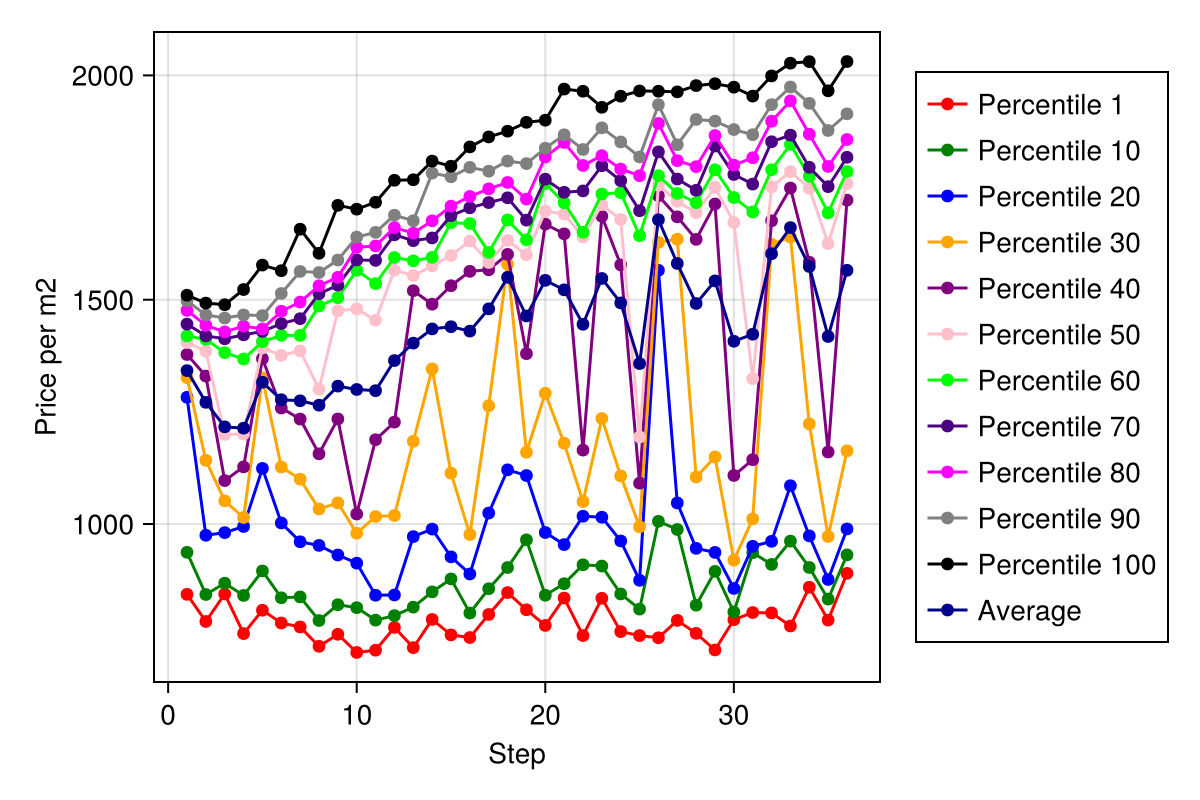 Price per m2
2000
1500
1000
0
10
20
30
Step
Percentile 1
Percentile 10
Percentile 20
Percentile 30
Percentile 40
Percentile 50
Percentile 60
Percentile 70
Percentile 80
Percentile 90
Percentile 100
Average